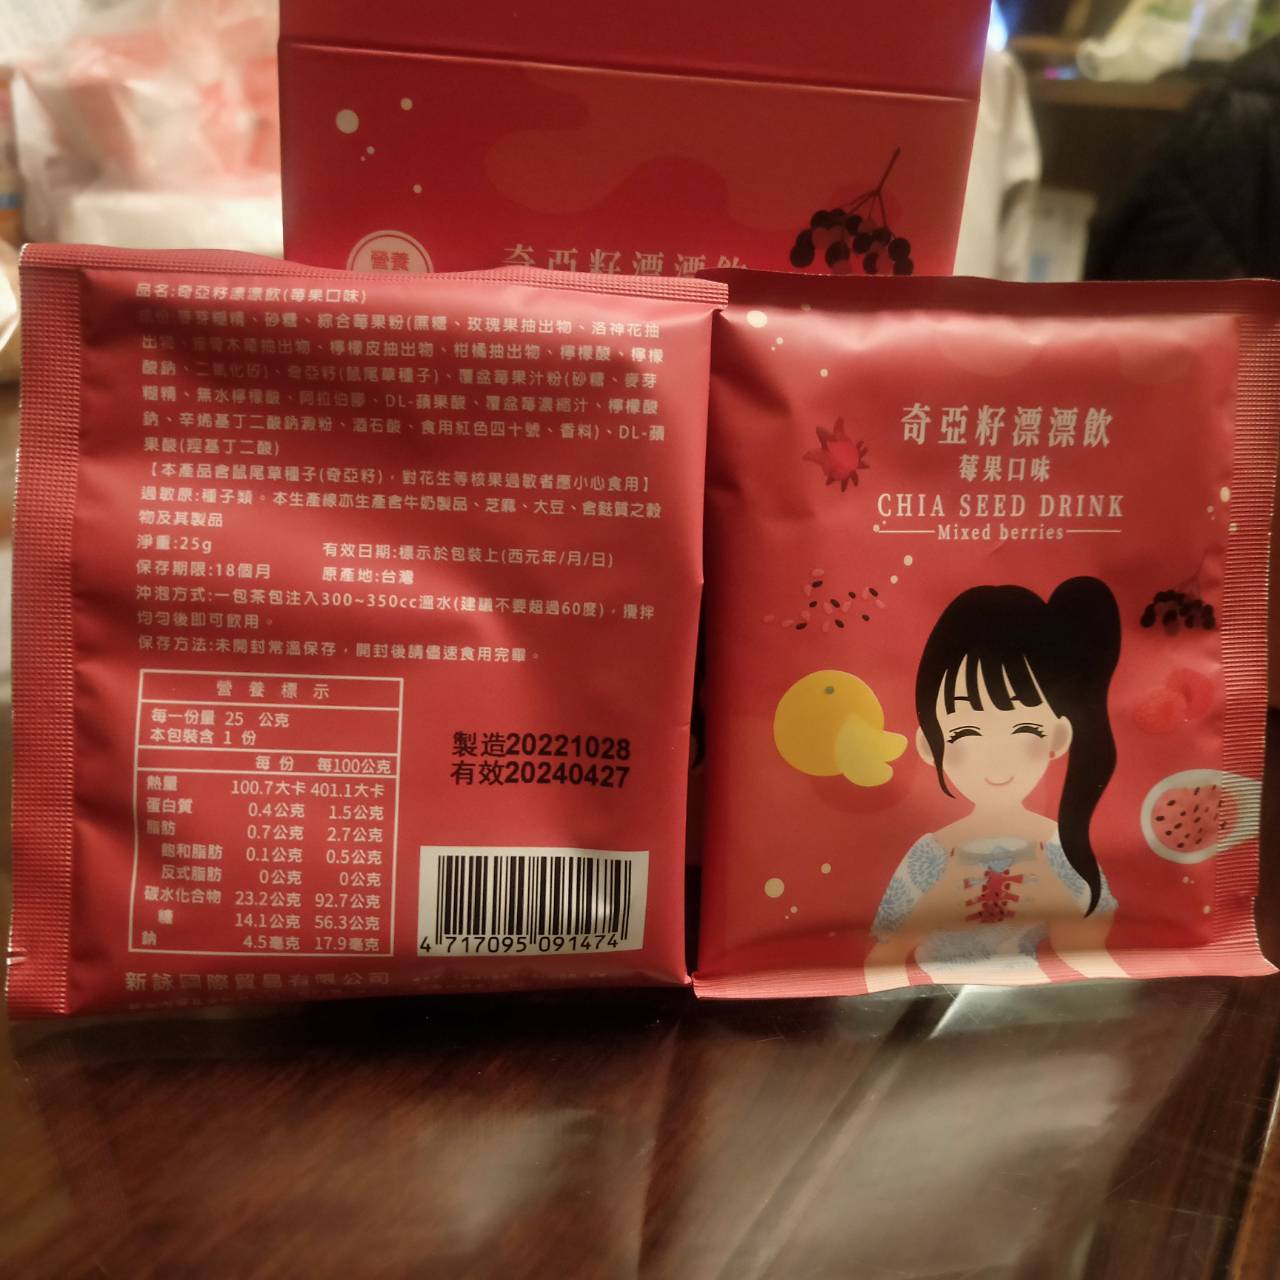 營養
奇亞籽漂漂飲
品名:奇亞籽漂漂飲(莓果口味)
成份:麥芽糊精、砂糖、綜合莓果粉(蔗糖、玫瑰果抽出物、洛神花抽
出物、接骨木莓抽出物、檸檬皮抽出物、柑橘抽出物、檸檬酸、檸檬
酸鈉、二氧化矽)、奇亞籽(鼠尾草種子)、覆盆莓果汁粉(砂糖、麥芽
糊精、無水檸檬酸、阿拉伯膠、DL-蘋果酸、覆盆莓濃縮汁、檸檬酸
鈉、辛烯基丁二酸鈉澱粉、酒石酸、食用紅色四十號、香料)、DL-蘋
果酸(羥基丁二酸)
【本產品含鼠尾草種子(奇亞籽)，對花生等核果過敏者應小心食用】
過敏原:種子類。本生產線亦生產含牛奶製品、芝麻、大豆、含麩質之穀
物及其製品
淨重:25g 有效日期:標示於包裝上(西元年/月/日)
保存期限:18個月 原產地:台灣
沖泡方式:一包茶包注入300~350cc溫水(建議不要超過60度)，攪拌
均勻後即可飲用。
保存方法:未開封常溫保存，開封後請儘速食用完畢。
營養標示
每一份量 25 公克
本包裝含 1 份
每份 每100公克
熱量 100.7大卡 401.1大卡
蛋白質 0.4公克 1.5公克
脂肪 0.7公克 2.7公克
飽和脂肪 0.1公克 0.5公克
反式脂肪 0公克 0公克
碳水化合物 23.2公克 92.7公克
糖 14.1公克 56.3公克
鈉 4.5毫克 17.9毫克
製造20221028
有效20240427
4 717095 091474
新詠國際貿易有限公司
奇亞籽漂漂飲
莓果口味
CHIA SEED DRINK
Mixed berries